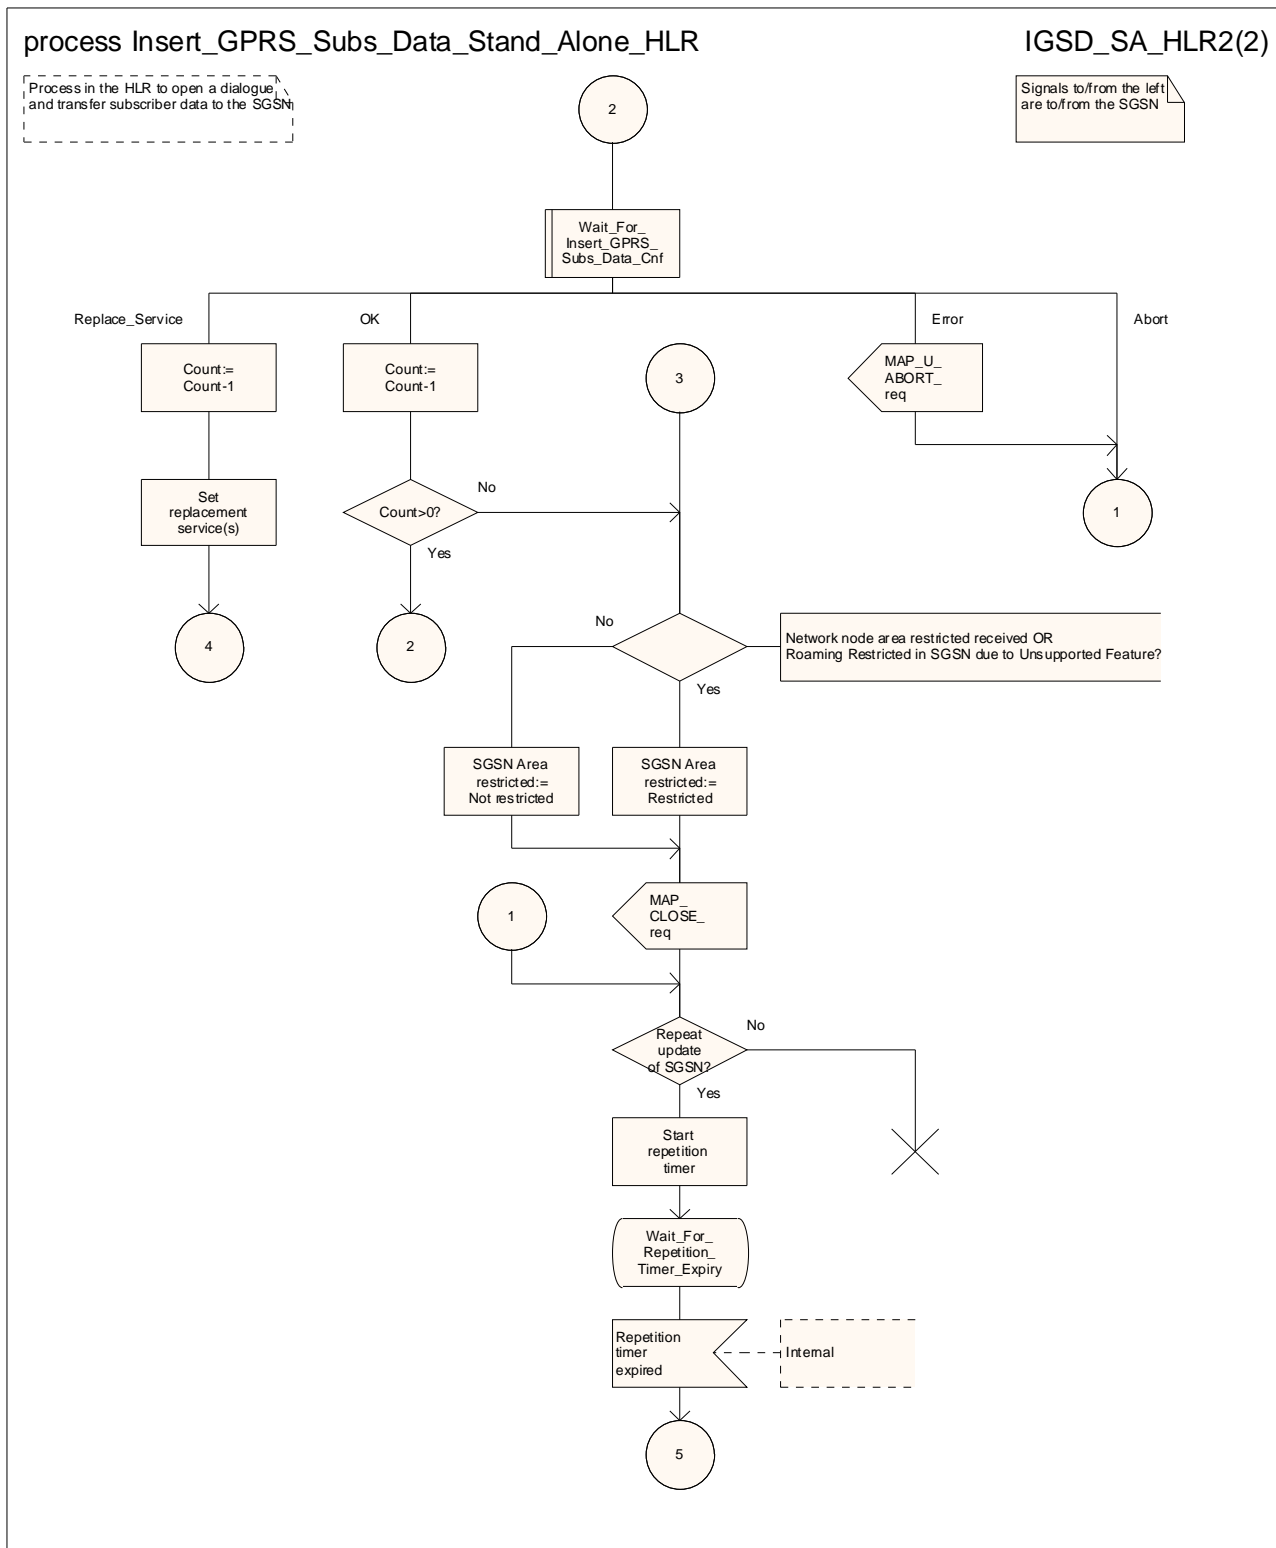 process Insert_GPRS_Subs_Data_Stand_Alone_HLR
IGSD_SA_HLR2(2)
Process in the HLR to open a dialogue
and transfer subscriber data to the SGSN
2
Signals to/from the left
are to/from the SGSN
Wait_For_
Insert_GPRS_
Subs_Data_Cnf
Replace_Service
OK
Error
Abort
Count:=
Count-1
Count:=
Count-1
3
MAP_U_
ABORT_
req
Set
replacement
service(s)
Count>0?
No
Yes
1
4
2
No
Yes
Network node area restricted received OR
Roaming Restricted in SGSN due to Unsupported Feature?
SGSN Area
restricted:=
Not restricted
SGSN Area
restricted:=
Restricted
1
MAP_
CLOSE_
req
Repeat
update
of SGSN?
No
Yes
Start
repetition
timer
Wait_For_
Repetition_
Timer_Expiry
Repetition
timer
expired
Internal
5